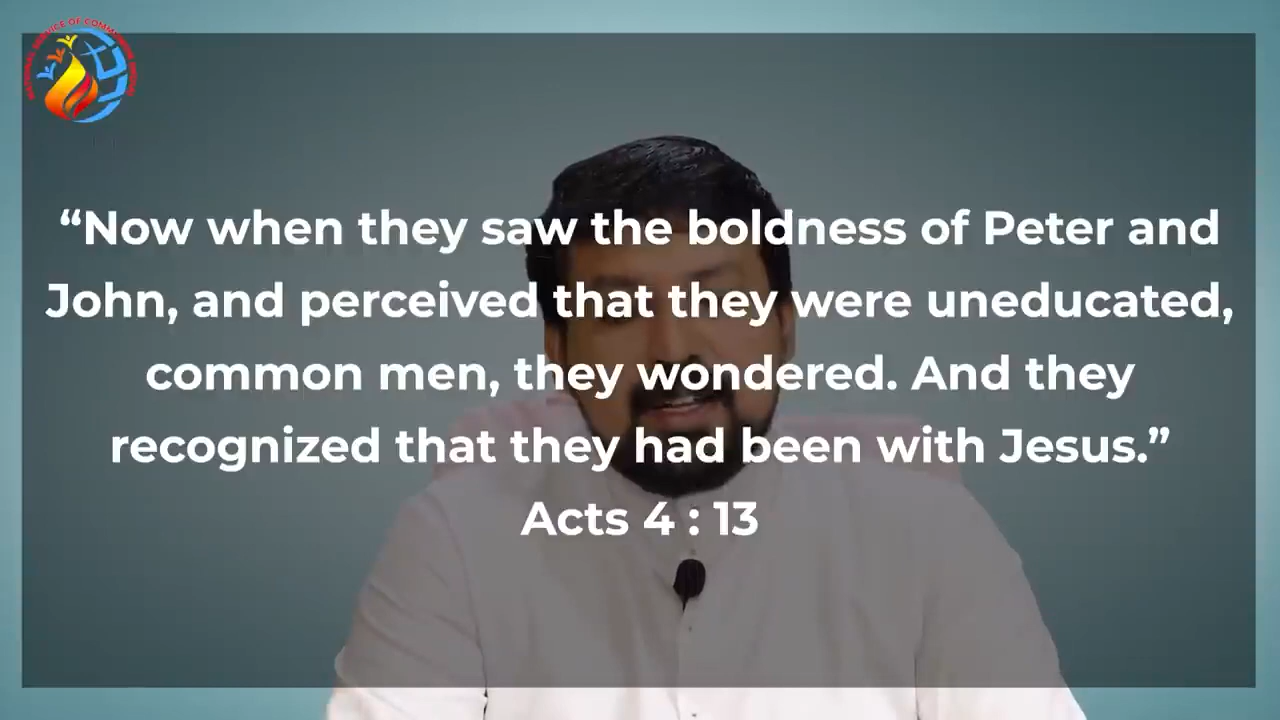 “Now when they saw the boldness of Peter and
John, and perceived that they were uneducated,
common men, they wondered. And they
recognized that they had been with Jesus.”
Acts 4 : 13